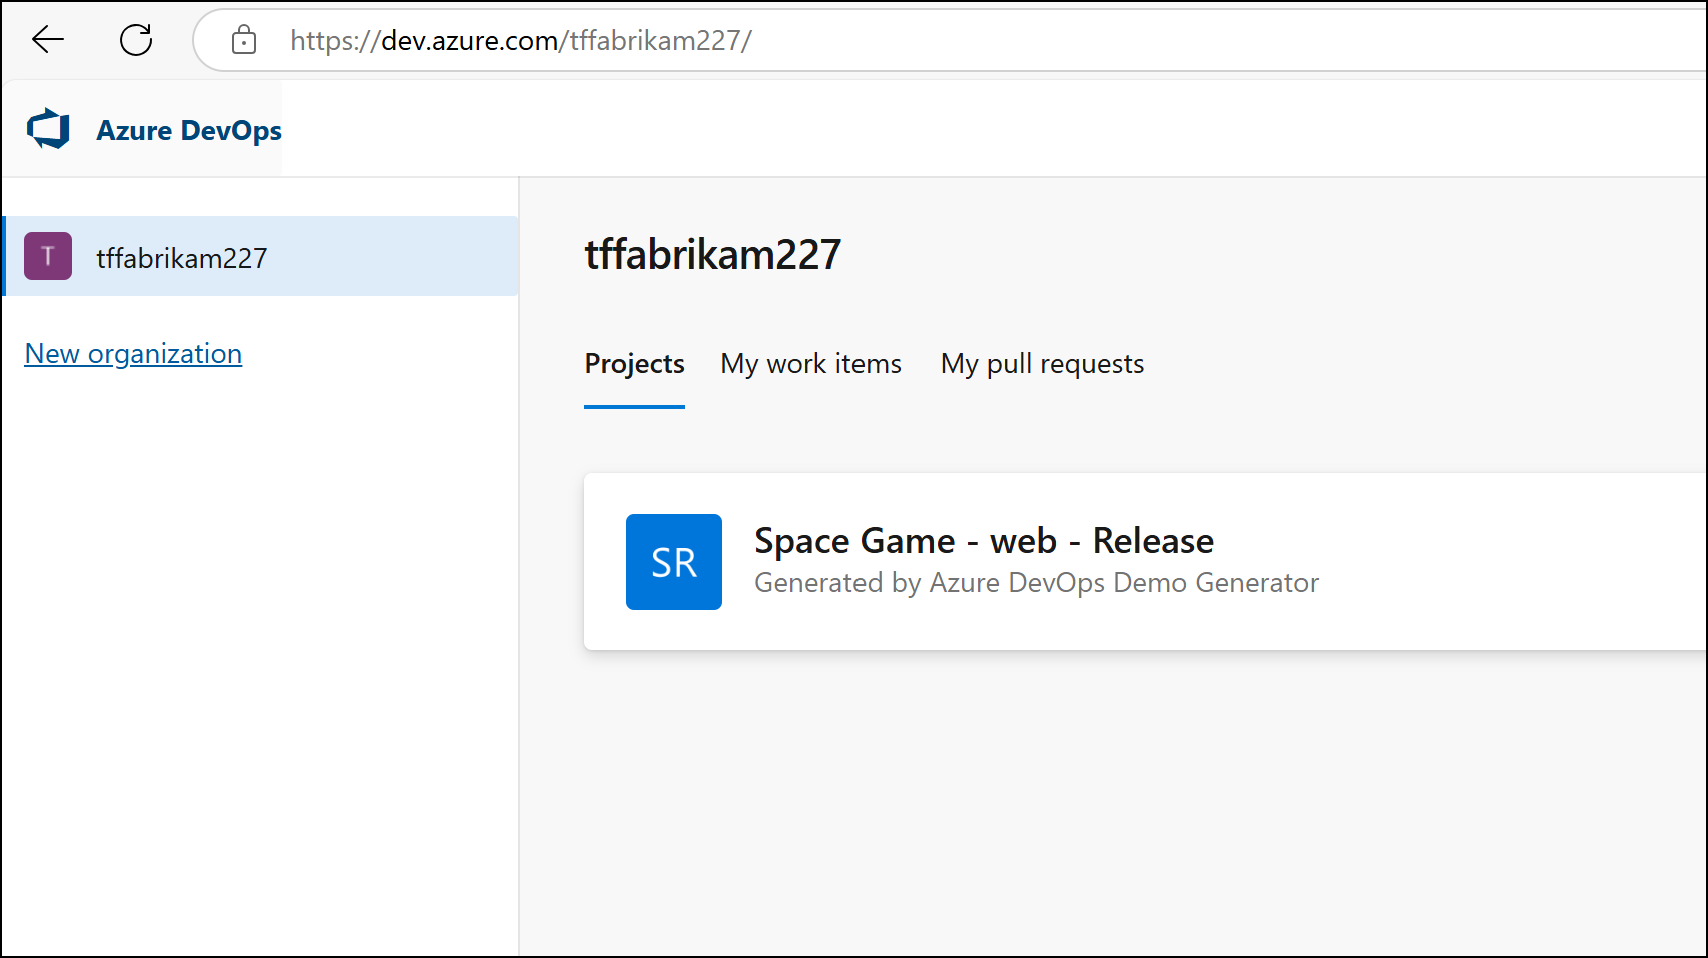 https://dev.azure.com/tffabrikam227/
Azure DevOps
T
tffabrikam227
New organization
tffabrikam227
Projects My work items My pull requests
SR
Space Game - web - Release
Generated by Azure DevOps Demo Generator